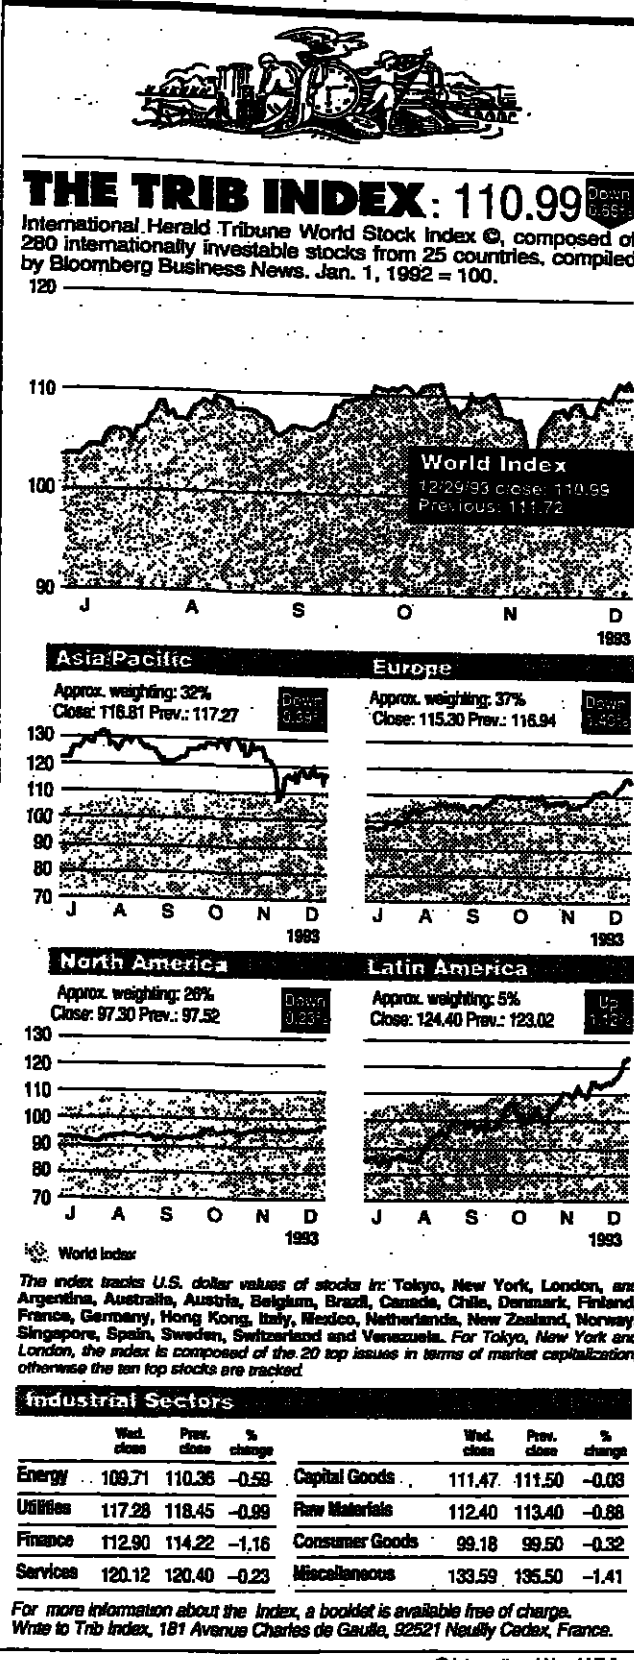 THE TRIB INDEX: 110.99 Down
International Herald Tribune World Stock Index ©, composed of
280 internationally investable stocks from 25 countries, compiled
by Bloomberg Business News. Jan. 1, 1992 = 100.
120
110
World Index
12/29/93 close: 110.99
Previous: 111.72
100
90
J A S O N D
1993
Asia/Pacific
Approx. weighting: 32%
Close: 116.81 Prev.: 117.27
Down
130
120
110
100
90
80
70
J A S O N D
1993
Europe
Approx. weighting: 37%
Close: 115.30 Prev.: 116.94
Down
J A S O N D
1993
North America
Approx. weighting: 26%
Close: 97.30 Prev.: 97.52
Down
130
120
110
100
90
80
70
J A S O N D
1993
Latin America
Approx. weighting: 5%
Close: 124.40 Prev.: 123.02
Up
J A S O N D
1993
World Index
The index tracks U.S. dollar values of stocks in: Tokyo, New York, London, and
Argentina, Australia, Austria, Belgium, Brazil, Canada, Chile, Denmark, Finland
France, Germany, Hong Kong, Italy, Mexico, Netherlands, New Zealand, Norway
Singapore, Spain, Sweden, Switzerland and Venezuela. For Tokyo, New York and
London, the index is composed of the 20 top issues in terms of market capitalization
otherwise the ten top stocks are tracked
Industrial Sectors
Wed. close Prev. close % change Wed. close Prev. close % change
Energy 109.71 110.36 –0.59 Capital Goods 111.47 111.50 –0.03
Utilities 117.28 118.45 –0.99 Raw Materials 112.40 113.40 –0.88
Finance 112.90 114.22 –1.16 Consumer Goods 99.18 99.50 –0.32
Services 120.12 120.40 –0.23 Miscellaneous 133.59 135.50 –1.41
For more information about the Index, a booklet is available free of charge.
Write to Trib Index, 181 Avenue Charles de Gaulle, 92521 Neuilly Cedex, France.